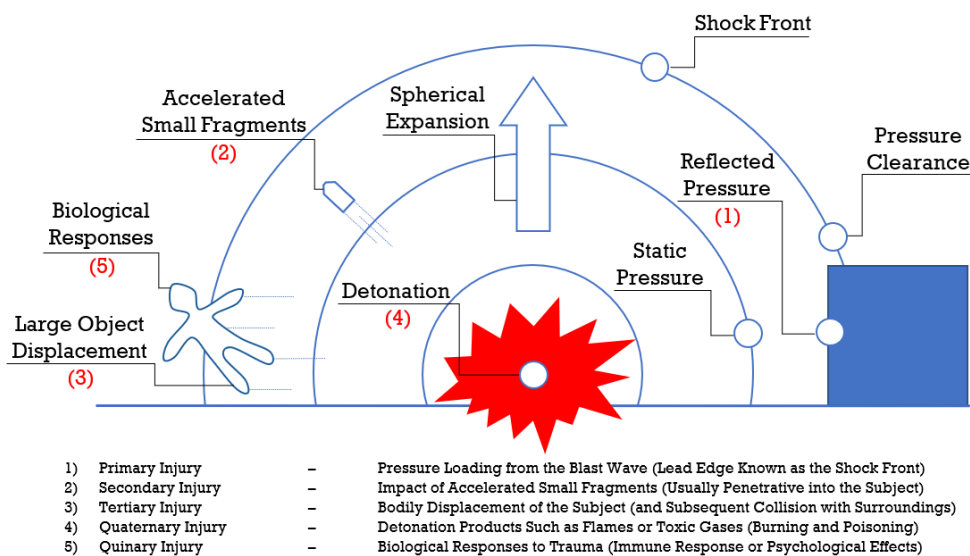 Shock Front
Accelerated
Small Fragments
(2)
Spherical
Expansion
Pressure
Clearance
Reflected
Pressure
(1)
Biological
Responses
(5)
Static
Pressure
Detonation
(4)
Large Object
Displacement
(3)
1) Primary Injury – Pressure Loading from the Blast Wave (Lead Edge Known as the Shock Front)
2) Secondary Injury – Impact of Accelerated Small Fragments (Usually Penetrative into the Subject)
3) Tertiary Injury – Bodily Displacement of the Subject (and Subsequent Collision with Surroundings)
4) Quaternary Injury – Detonation Products Such as Flames or Toxic Gases (Burning and Poisoning)
5) Quinary Injury – Biological Responses to Trauma (Immune Response or Psychological Effects)